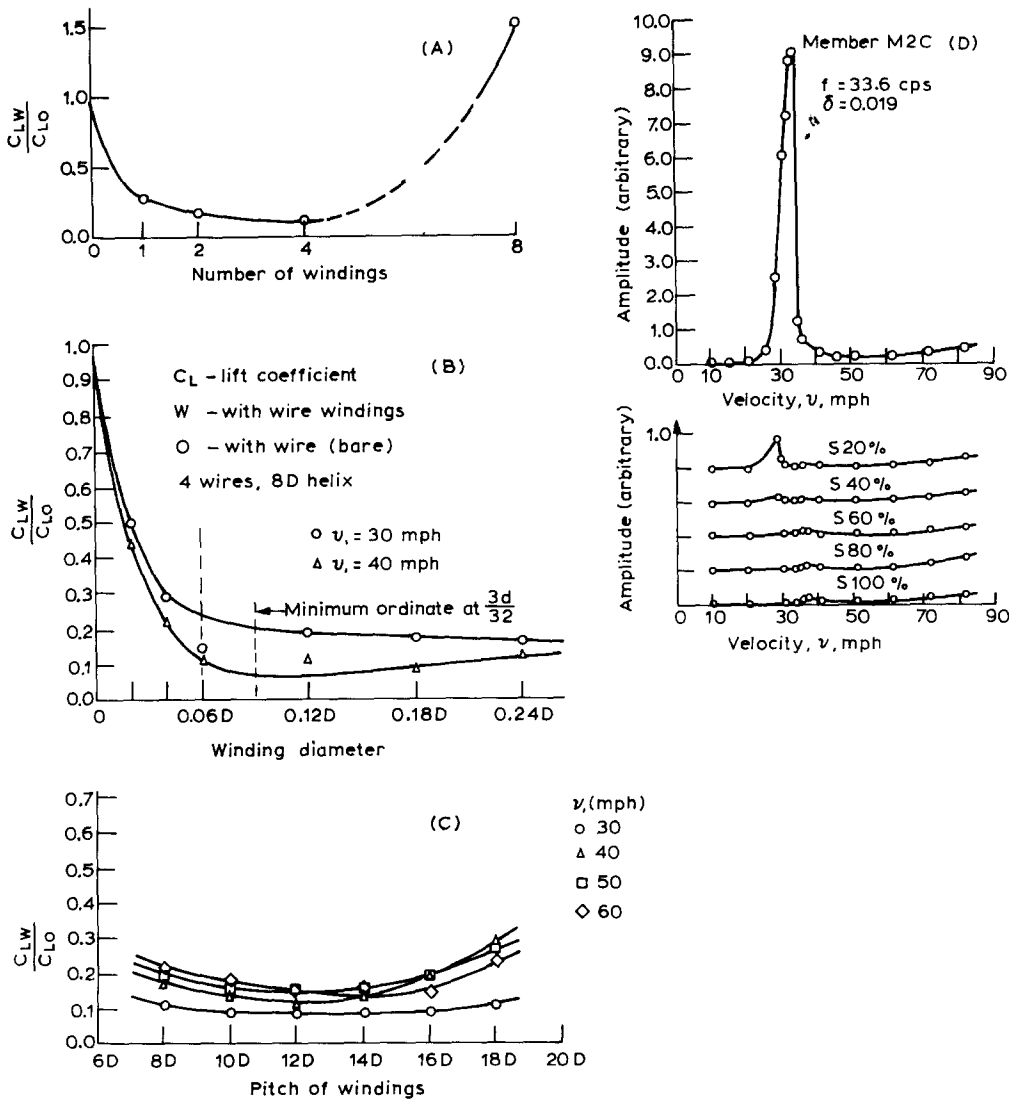 (A)
1.5
1.0
0.5
0.0
C_LW
C_LO
0 1 2 4 8
Number of windings
(B)
1.0
0.9
0.8
0.7
0.6
0.5
0.4
0.3
0.2
0.1
0.0
C_LW
C_LO
C_L – lift coefficient
W – with wire windings
O – with wire (bare)
4 wires, 8D helix
ν, = 30 mph
ν, = 40 mph
Minimum ordinate at 3d/32
0 0.06D 0.12D 0.18D 0.24D
Winding diameter
(C)
0.7
0.6
0.5
0.4
0.3
0.2
0.1
0.0
C_LW
C_LO
6D 8D 10D 12D 14D 16D 18D 20D
Pitch of windings
ν, (mph)
30
40
50
60
Member M2C (D)
f = 33.6 cps
δ = 0.019
10.0
9.0
8.0
7.0
6.0
5.0
4.0
3.0
2.0
1.0
0.0
Amplitude (arbitrary)
0 10 30 50 70 90
Velocity, ν, mph
1.0
Amplitude (arbitrary)
S 20%
S 40%
S 60%
S 80%
S 100%
0 10 30 50 70 90
Velocity, ν, mph